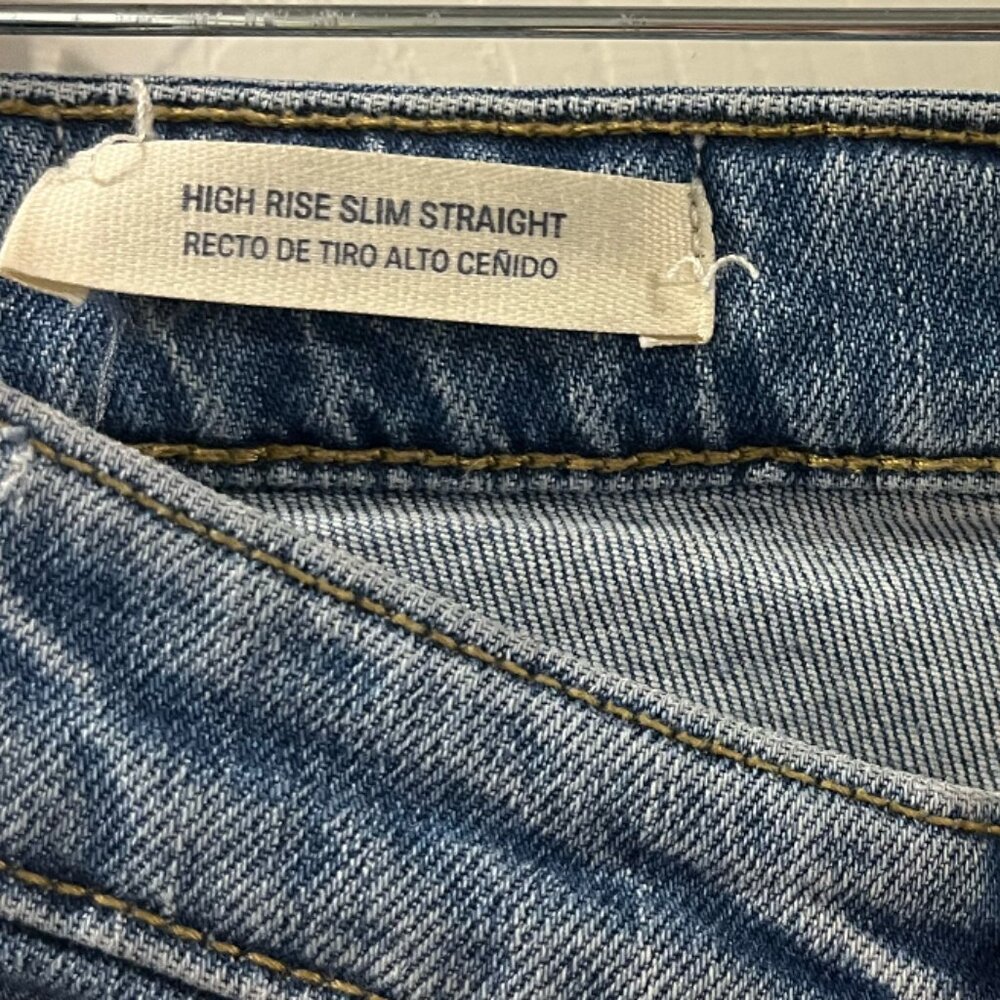 HIGH RISE SLIM STRAIGHT
RECTO DE TIRO ALTO CEÑIDO